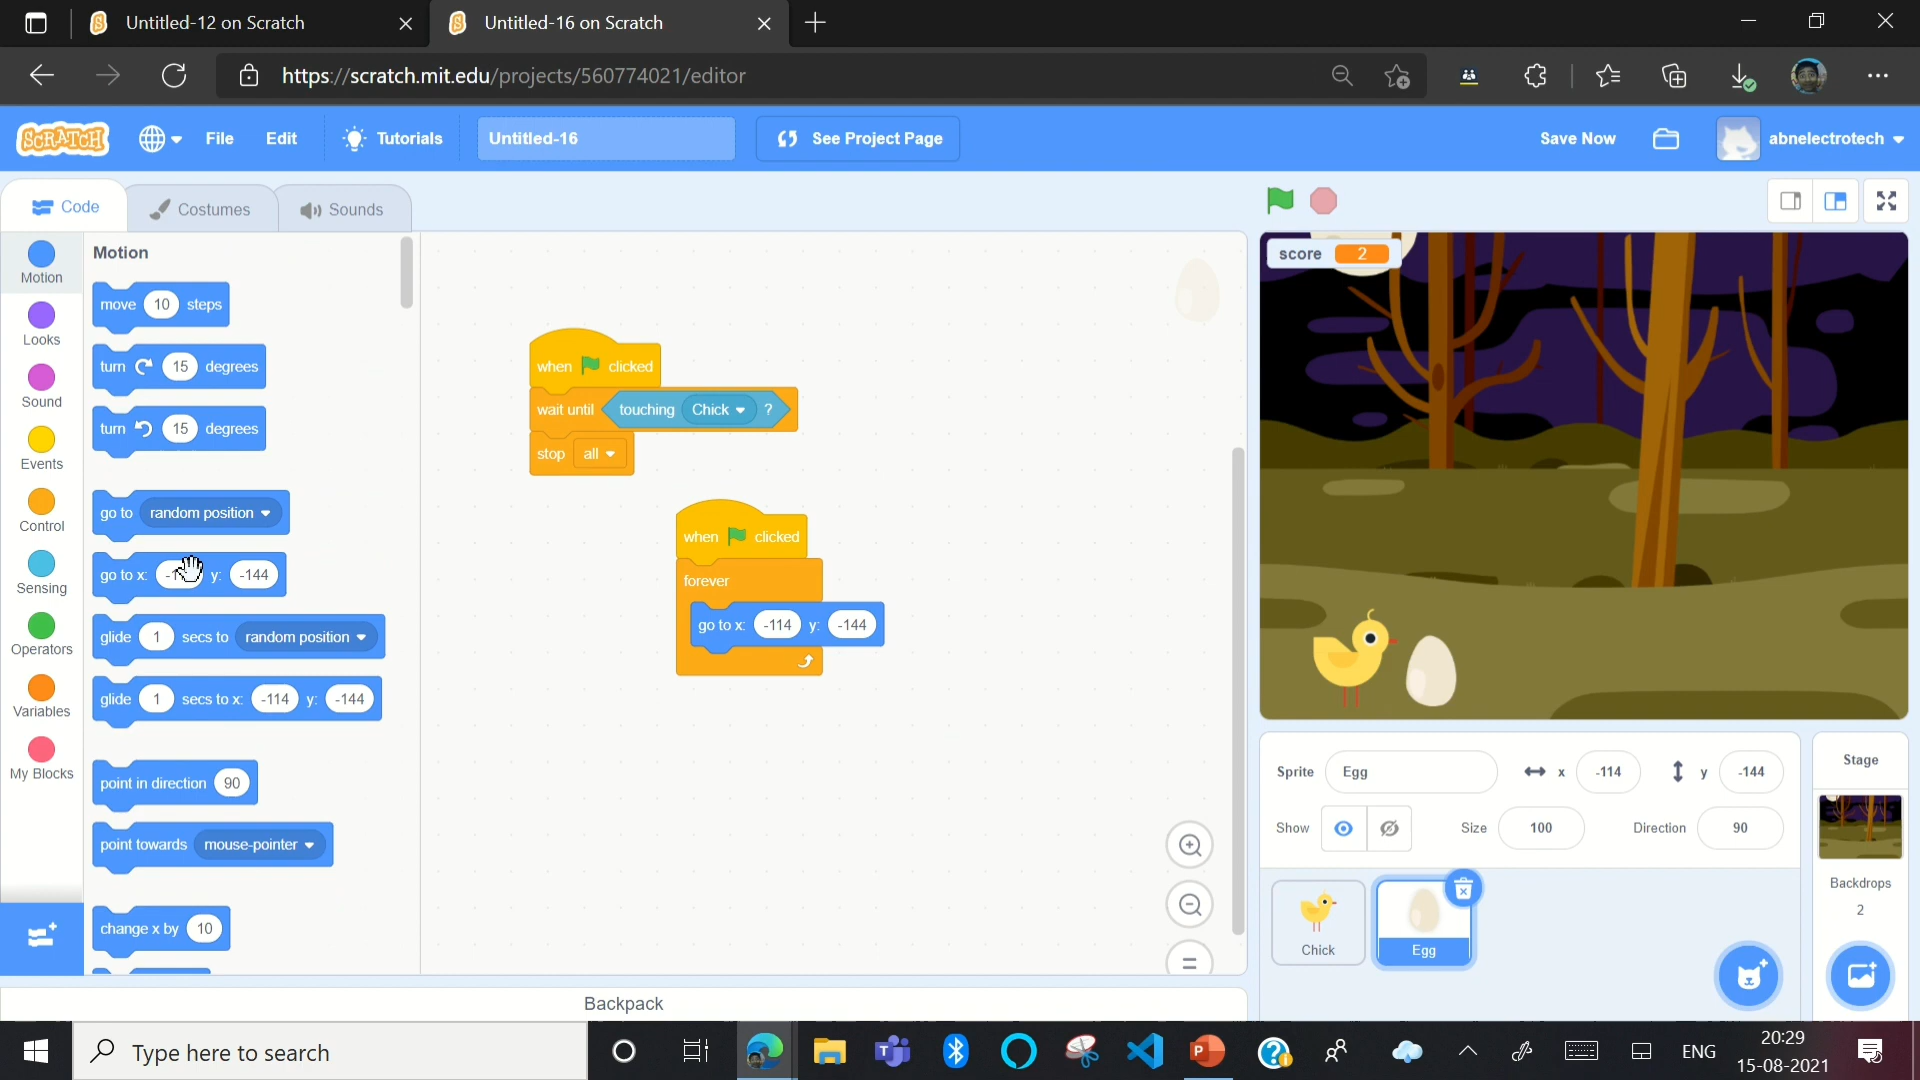 Untitled-12 on Scratch
Untitled-16 on Scratch
https://scratch.mit.edu/projects/560774021/editor
SCRATCH
File
Edit
Tutorials
Untitled-16
See Project Page
Save Now
abnelectrotech
Code
Costumes
Sounds
Motion
Looks
Sound
Events
Control
Sensing
Operators
Variables
My Blocks
Motion
move 10 steps
turn 15 degrees
turn 15 degrees
go to random position
go to x: y: -144
glide 1 secs to random position
glide 1 secs to x: -114 y: -144
point in direction 90
point towards mouse-pointer
change x by 10
when clicked
wait until touching Chick ?
stop all
when clicked
forever
go to x: -114 y: -144
Backpack
score 2
Sprite Egg x -114 y -144
Show Size 100 Direction 90
Chick
Egg
Stage
Backdrops
2
Type here to search
ENG
20:29
15-08-2021